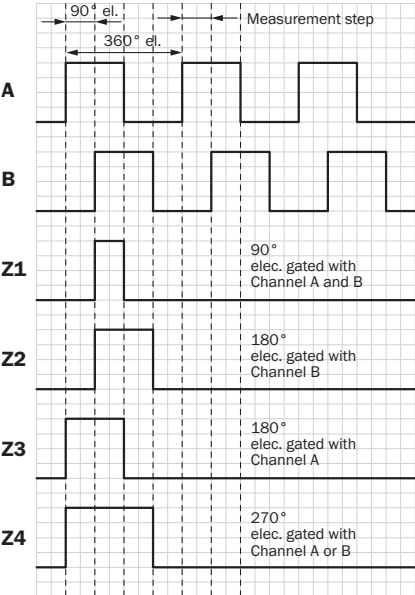 90° el.
Measurement step
360° el.
A
B
Z1
90°
elec. gated with
Channel A and B
Z2
180°
elec. gated with
Channel B
Z3
180°
elec. gated with
Channel A
Z4
270°
elec. gated with
Channel A or B